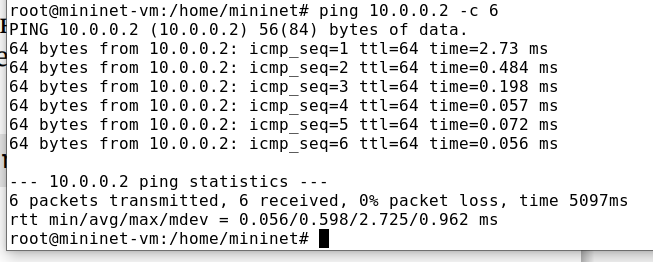 root@mininet-vm:/home/mininet# ping 10.0.0.2 -c 6
PING 10.0.0.2 (10.0.0.2) 56(84) bytes of data.
64 bytes from 10.0.0.2: icmp_seq=1 ttl=64 time=2.73 ms
64 bytes from 10.0.0.2: icmp_seq=2 ttl=64 time=0.484 ms
64 bytes from 10.0.0.2: icmp_seq=3 ttl=64 time=0.198 ms
64 bytes from 10.0.0.2: icmp_seq=4 ttl=64 time=0.057 ms
64 bytes from 10.0.0.2: icmp_seq=5 ttl=64 time=0.072 ms
64 bytes from 10.0.0.2: icmp_seq=6 ttl=64 time=0.056 ms
--- 10.0.0.2 ping statistics ---
6 packets transmitted, 6 received, 0% packet loss, time 5097ms
rtt min/avg/max/mdev = 0.056/0.598/2.725/0.962 ms
root@mininet-vm:/home/mininet#